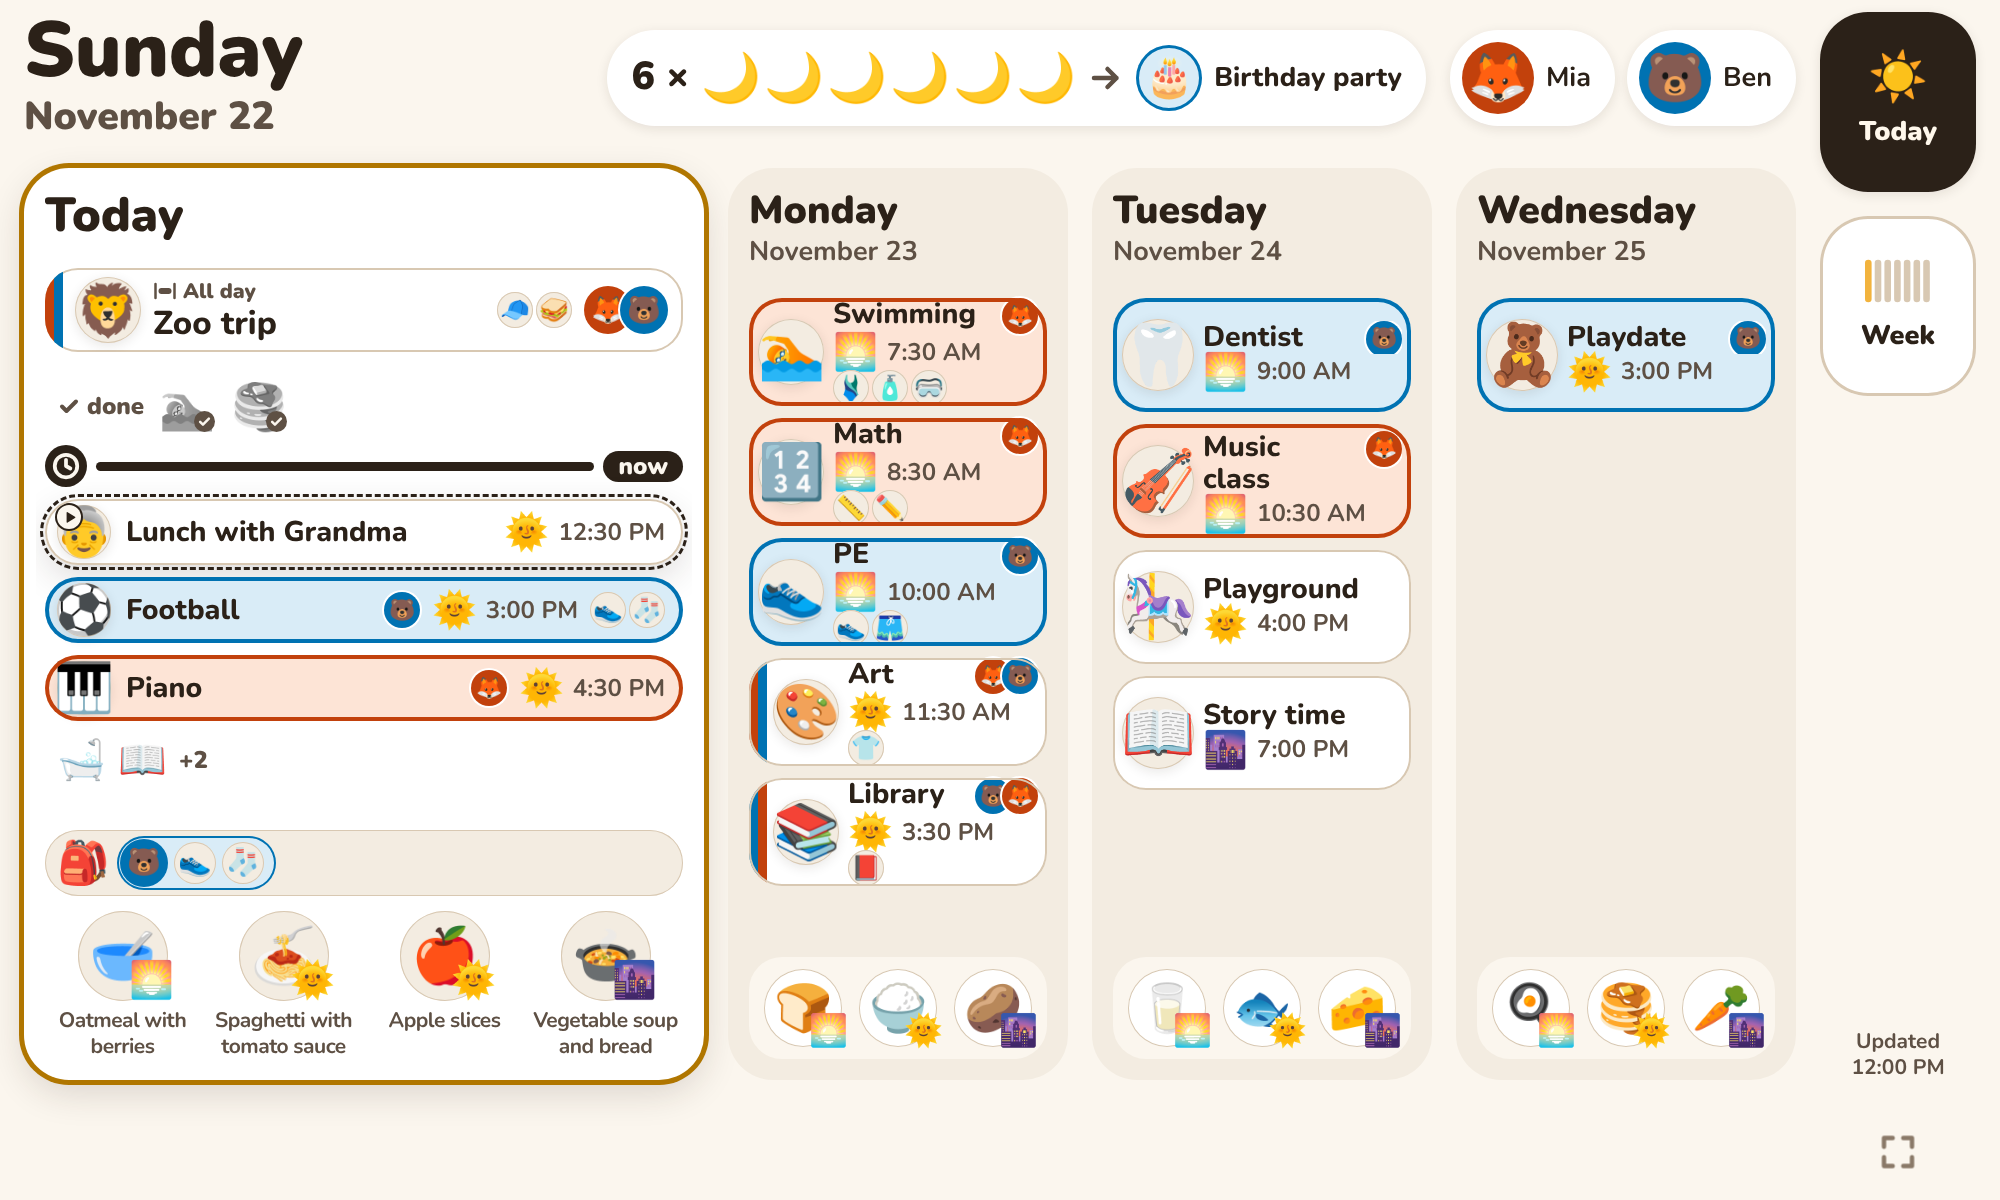 Sunday
November 22
6 ×
Birthday party
Mia
Ben
Today
Week
Today
All day
Zoo trip
done
now
Lunch with Grandma
12:30 PM
Football
3:00 PM
Piano
4:30 PM
+2
Oatmeal with
berries
Spaghetti with
tomato sauce
Apple slices
Vegetable soup
and bread
Monday
November 23
Swimming
7:30 AM
Math
8:30 AM
1 2
3 4
PE
10:00 AM
Art
11:30 AM
Library
3:30 PM
Tuesday
November 24
Dentist
9:00 AM
Music
class
10:30 AM
Playground
4:00 PM
Story time
7:00 PM
Wednesday
November 25
Playdate
3:00 PM
Updated
12:00 PM